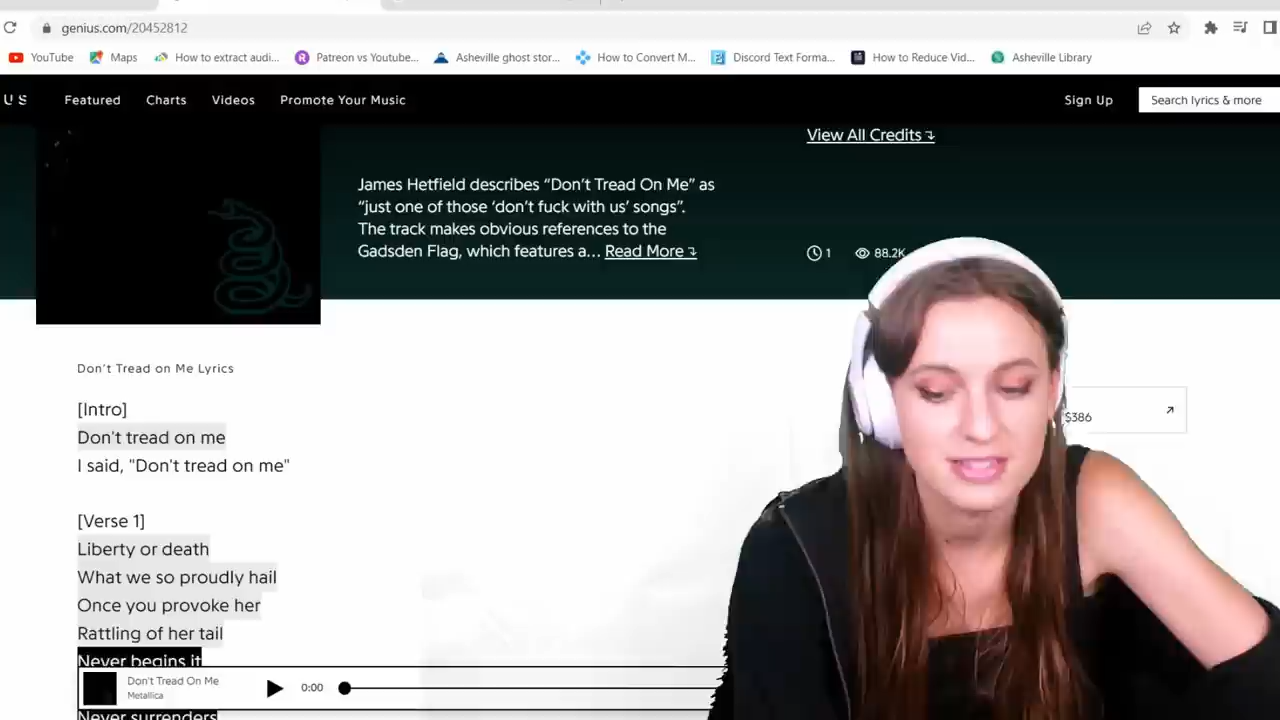 genius.com/20452812
YouTube Maps How to extract audi... Patreon vs Youtube... Asheville ghost stor... How to Convert M... Discord Text Forma... How to Reduce Vid... Asheville Library
U S Featured Charts Videos Promote Your Music Sign Up Search lyrics & more
View All Credits
James Hetfield describes “Don’t Tread On Me” as
“just one of those ‘don’t fuck with us’ songs”.
The track makes obvious references to the
Gadsden Flag, which features a... Read More
1 88.2K
Don’t Tread on Me Lyrics
[Intro]
Don't tread on me
I said, "Don't tread on me"
$386
[Verse 1]
Liberty or death
What we so proudly hail
Once you provoke her
Rattling of her tail
Never begins it
Don't Tread On Me
Metallica
0:00
Never surrenders